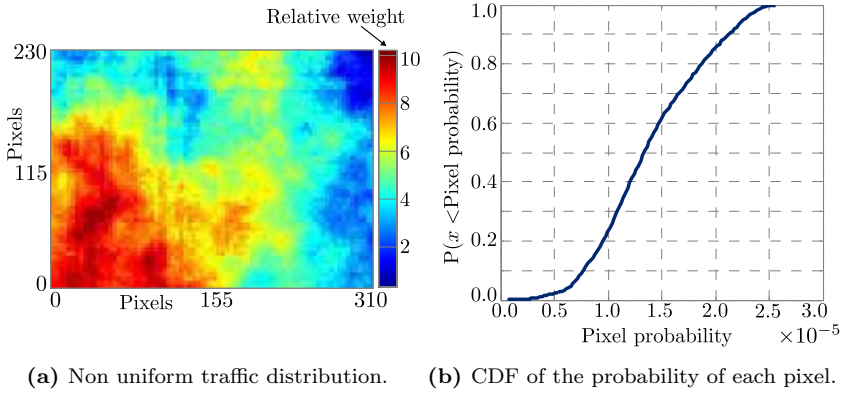 Relative weight
230
115
0
Pixels
0
Pixels
155
310
10
8
6
4
2
1.0
0.8
0.6
0.4
0.2
0.0
P(x <Pixel probability)
0.0 0.5 1.0 1.5 2.0 2.5 3.0
Pixel probability
×10⁻⁵
(a) Non uniform traffic distribution.
(b) CDF of the probability of each pixel.